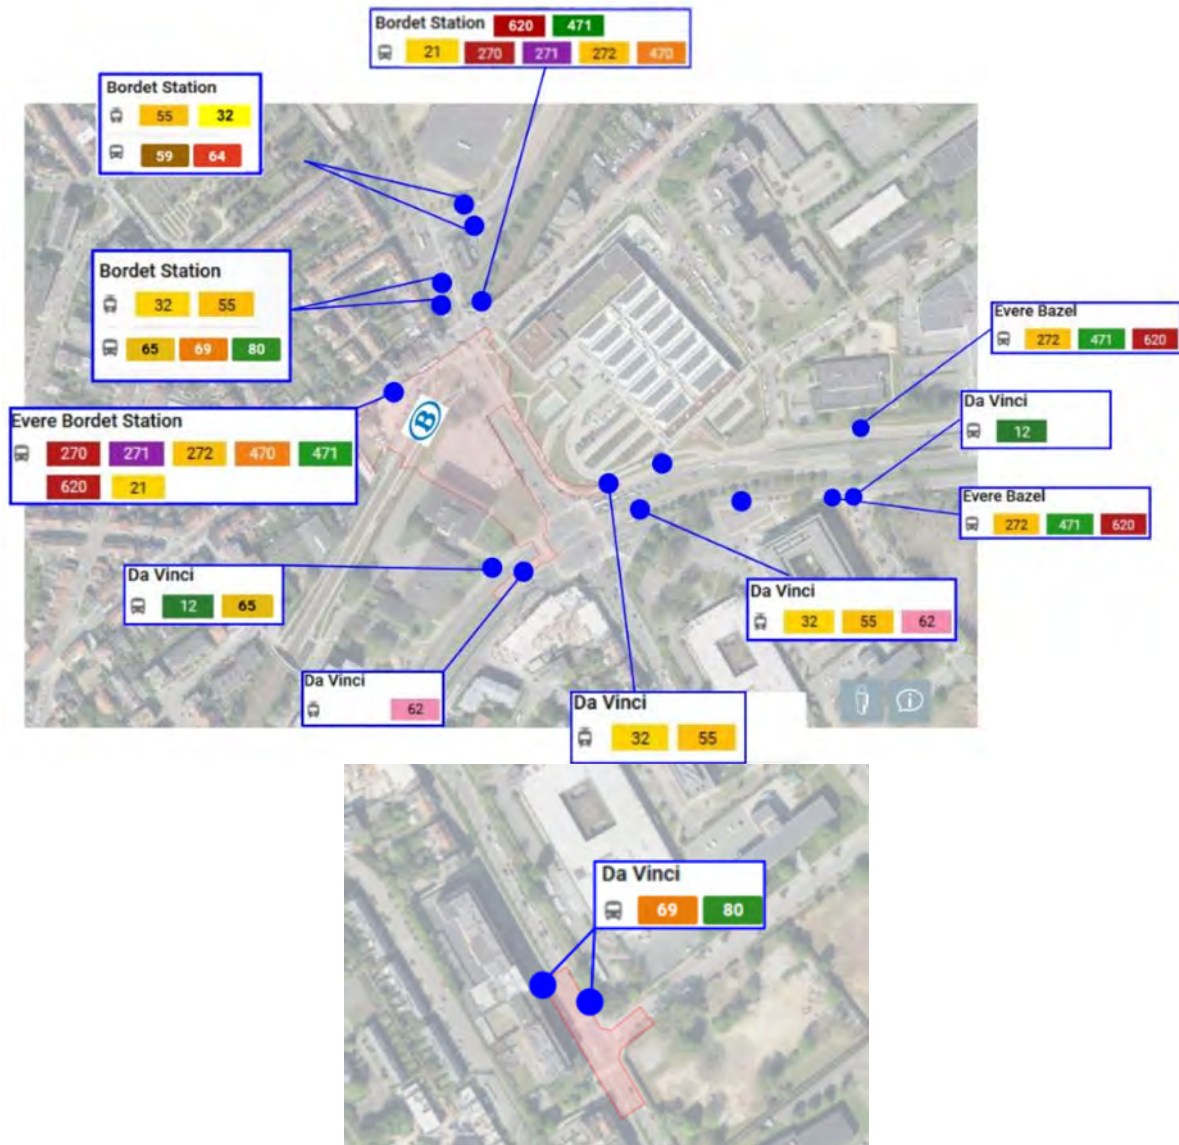 Bordet Station 620 471
21 270 271 272 470
Bordet Station
55 32
59 64
Bordet Station
32 55
65 69 80
Evere Bordet Station
270 271 272 470 471
620 21
B
Evere Bazel
272 471 620
Da Vinci
12
Evere Bazel
272 471 620
Da Vinci
12 65
Da Vinci
32 55 62
Da Vinci
62
Da Vinci
32 55
i
Da Vinci
69 80